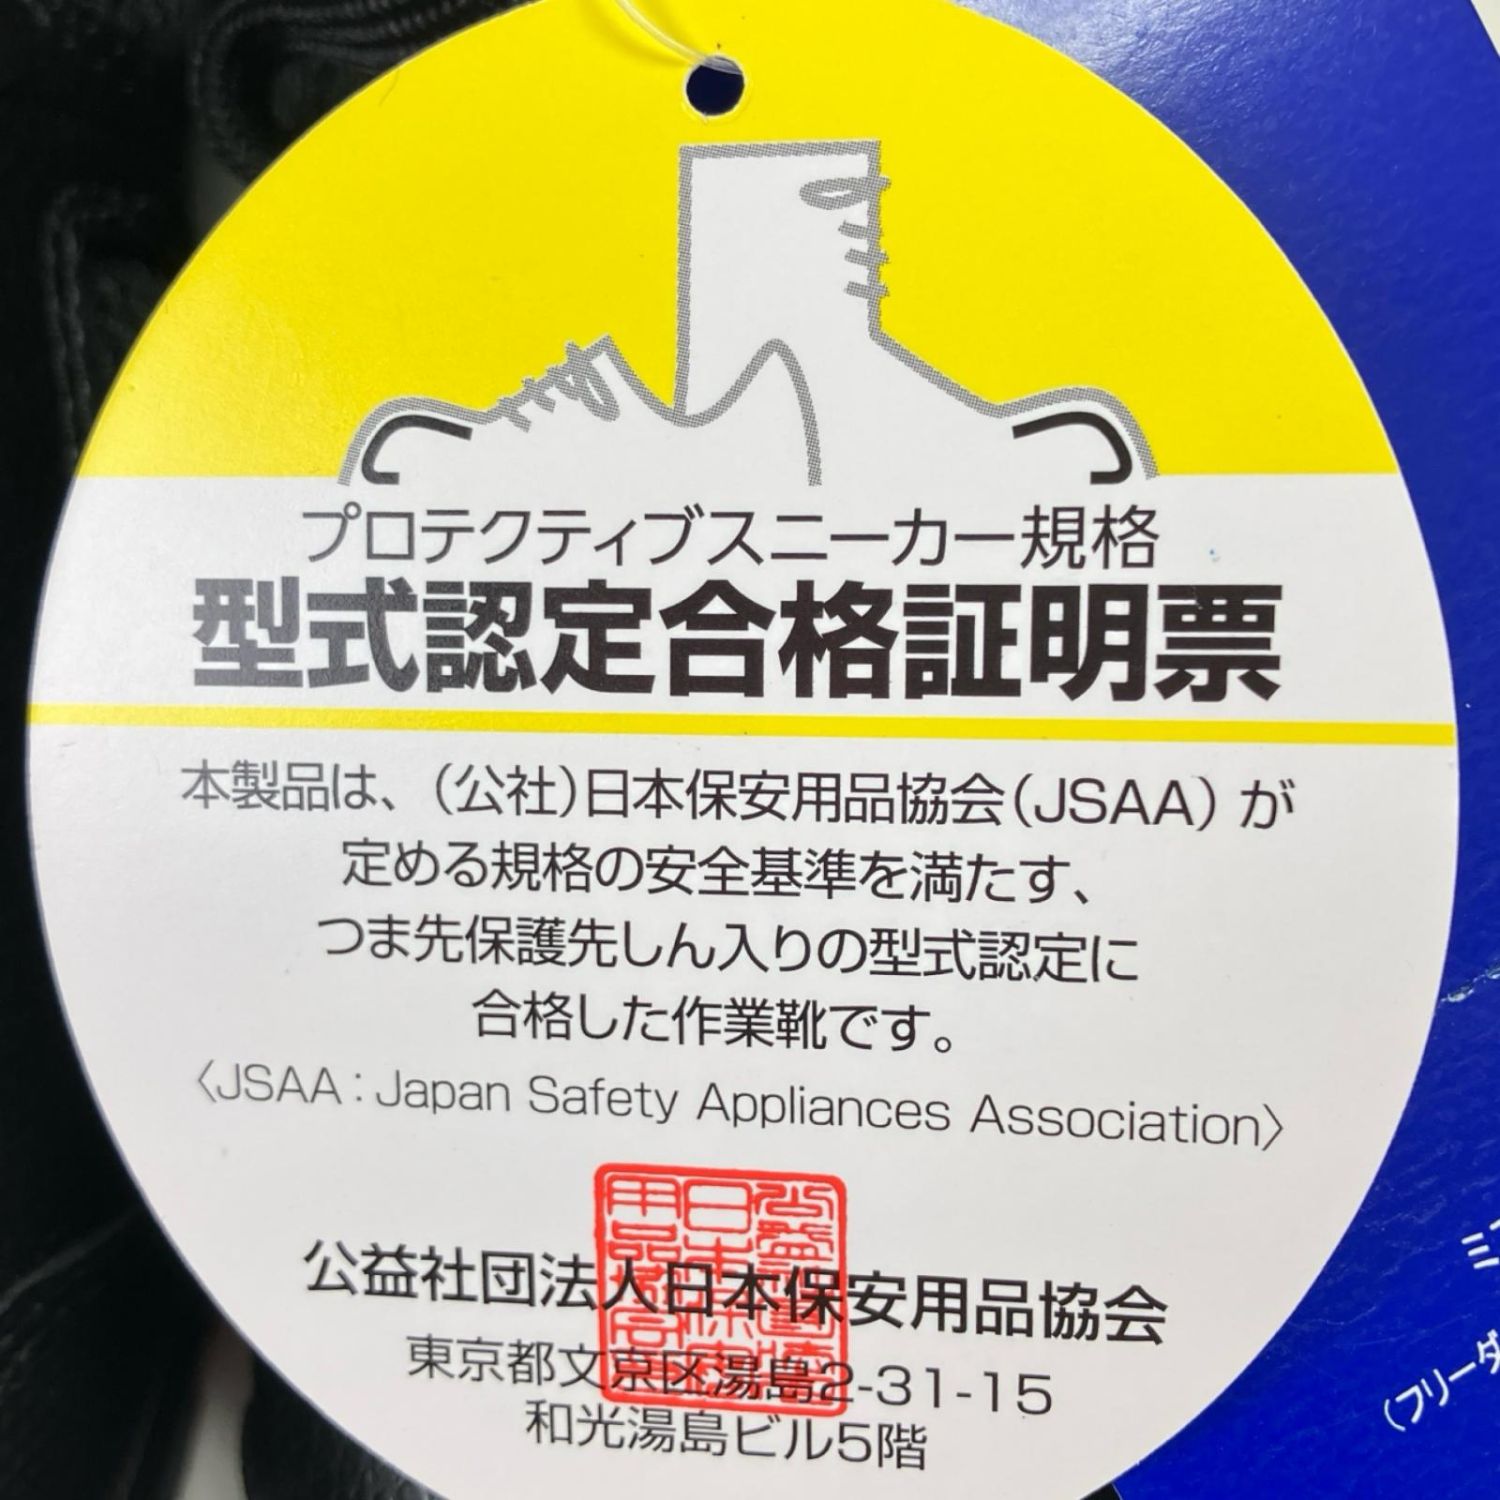 プロテクティブスニーカー規格
型式認定合格証明票
本製品は、(公社)日本保安用品協会(JSAA)が
定める規格の安全基準を満たす、
つま先保護先しん入りの型式認定に
合格した作業靴です。
〈JSAA：Japan Safety Appliances Association〉
公益社団法人日本保安用品協会
東京都文京区湯島2-31-15
和光湯島ビル5階
(フリーダ